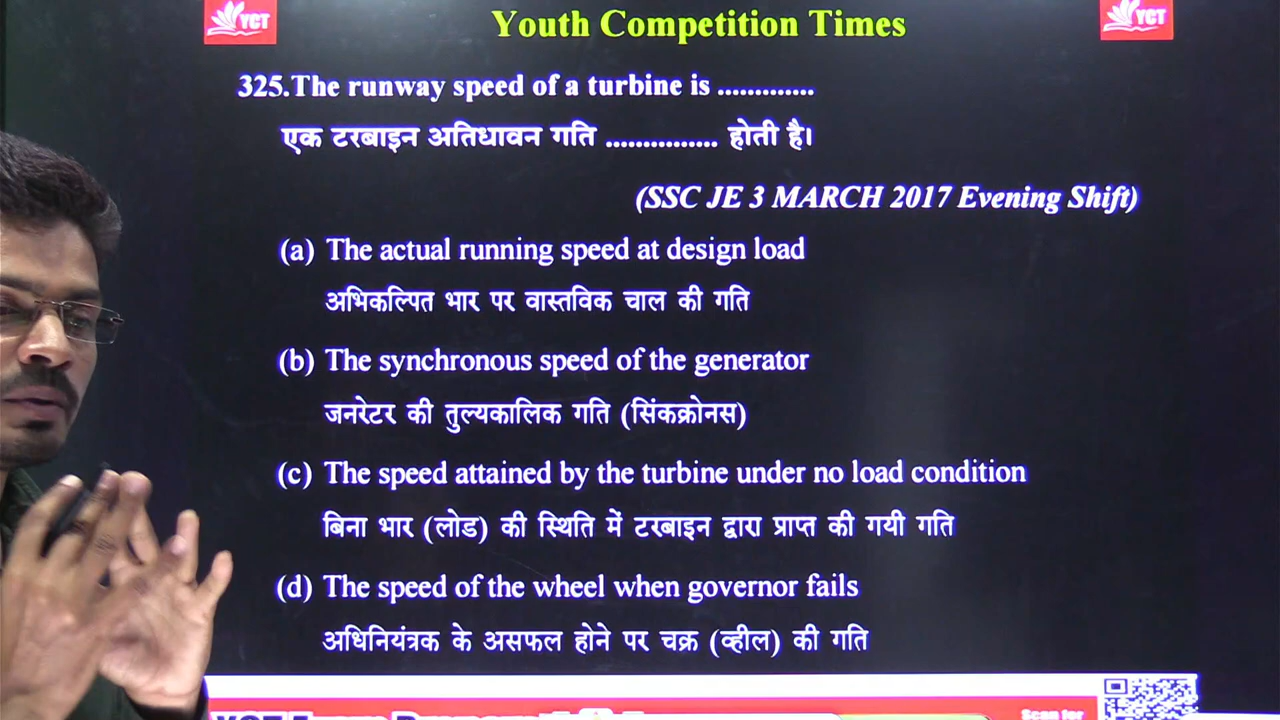 YCT
Youth Competition Times
YCT
325.The runway speed of a turbine is .............
एक टरबाइन अतिधावन गति ............... होती है।
(SSC JE 3 MARCH 2017 Evening Shift)
(a) The actual running speed at design load
अभिकल्पित भार पर वास्तविक चाल की गति
(b) The synchronous speed of the generator
जनरेटर की तुल्यकालिक गति (सिंकक्रोनस)
(c) The speed attained by the turbine under no load condition
बिना भार (लोड) की स्थिति में टरबाइन द्वारा प्राप्त की गयी गति
(d) The speed of the wheel when governor fails
अधिनियंत्रक के असफल होने पर चक्र (व्हील) की गति
Scan for